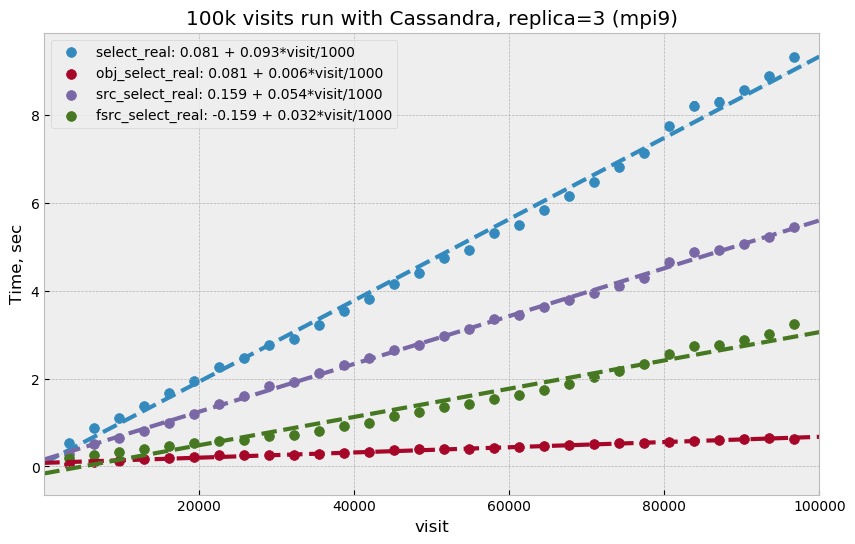 100k visits run with Cassandra, replica=3 (mpi9)
select_real: 0.081 + 0.093*visit/1000
obj_select_real: 0.081 + 0.006*visit/1000
src_select_real: 0.159 + 0.054*visit/1000
fsrc_select_real: -0.159 + 0.032*visit/1000
Time, sec
8
6
4
2
0
20000 40000 60000 80000 100000
visit